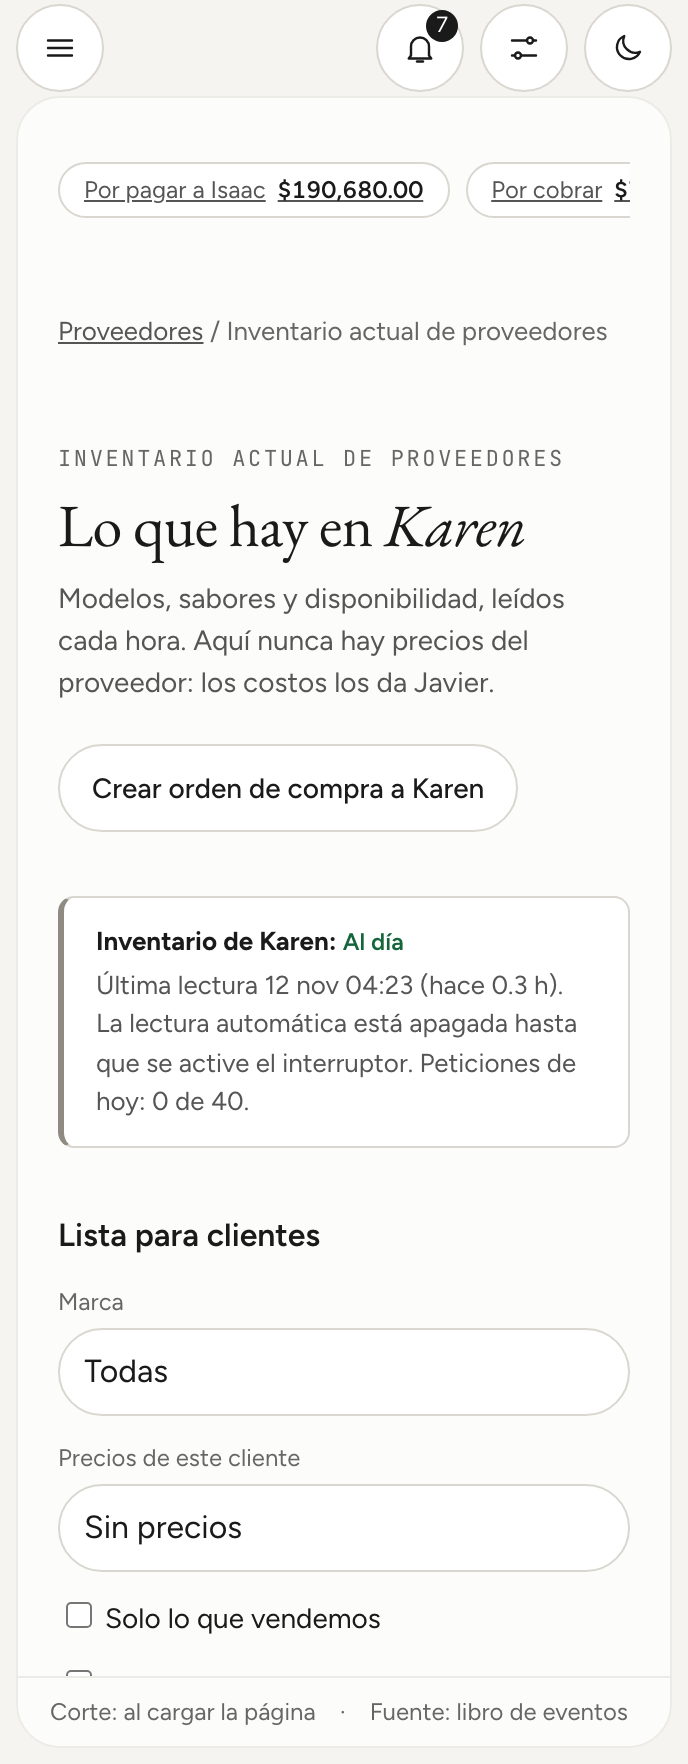 7
Por pagar a Isaac $190,680.00
Por cobrar $
Proveedores / Inventario actual de proveedores
INVENTARIO ACTUAL DE PROVEEDORES
Lo que hay en Karen
Modelos, sabores y disponibilidad, leídos
cada hora. Aquí nunca hay precios del
proveedor: los costos los da Javier.
Crear orden de compra a Karen
Inventario de Karen: Al día
Última lectura 12 nov 04:23 (hace 0.3 h).
La lectura automática está apagada hasta
que se active el interruptor. Peticiones de
hoy: 0 de 40.
Lista para clientes
Marca
Todas
Precios de este cliente
Sin precios
Solo lo que vendemos
Corte: al cargar la página · Fuente: libro de eventos